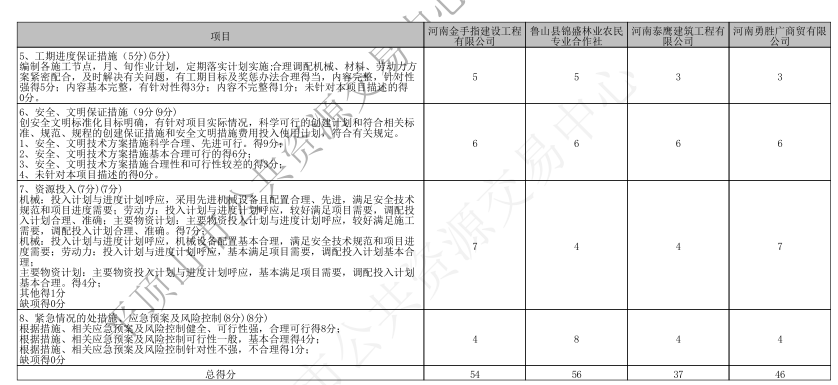 项目
河南金手指建设工程有限公司
鲁山县锦盛林业农民专业合作社
河南泰鹰建筑工程有限公司
河南勇胜广商贸有限公司
5、工期进度保证措施（5分)(5分)
编制各施工节点，月、旬作业计划，定期落实计划实施;合理调配机械、材料、劳动力方
案紧密配合，及时解决有关问题，有工期目标及奖惩办法合理得当，内容完整，针对性
强得5分；内容基本完整，有针对性得3分；内容不完整得1分；未针对本项目描述的得
0分。
5
5
3
3
6、安全、文明保证措施（9分)(9分)
创安全文明标准化目标明确，有针对项目实际情况，科学可行的创建计划和符合相关标
准、规范、规程的创建保证措施和安全文明措施费用投入使用计划，符合有关规定。
1、安全、文明技术方案措施科学合理、先进可行。得9分；
2、安全、文明技术方案措施基本合理可行的得6分；
3、安全、文明技术方案措施合理性和可行性较差的得3分；
4、未针对本项目描述的得0分。
6
6
6
6
7、资源投入(7分)(7分)
机械：投入计划与进度计划呼应，采用先进机械设备且配置合理、先进，满足安全技术
规范和项目进度需要；劳动力：投入计划与进度计划呼应，较好满足项目需要，调配投
入计划合理、准确；主要物资计划：主要物资投入计划与进度计划呼应，较好满足施工
需要，调配投入计划合理、准确。得7分；
机械：投入计划与进度计划呼应，机械设备配置基本合理，满足安全技术规范和项目进
度需要；劳动力：投入计划与进度计划呼应，基本满足项目需要，调配投入计划基本合
理；
主要物资计划：主要物资投入计划与进度计划呼应，基本满足项目需要，调配投入计划
基本合理。得4分；
其他得1分
缺项得0分
7
4
4
7
8、紧急情况的处措施、应急预案及风险控制(8分)(8分)
根据措施、相关应急预案及风险控制健全、可行性强，合理可行得8分；
根据措施、相关应急预案及风险控制可行性一般，基本合理得4分；
根据措施、相关应急预案及风险控制针对性不强，不合理得1分；
缺项得0分
4
8
4
4
总得分
54
56
37
46